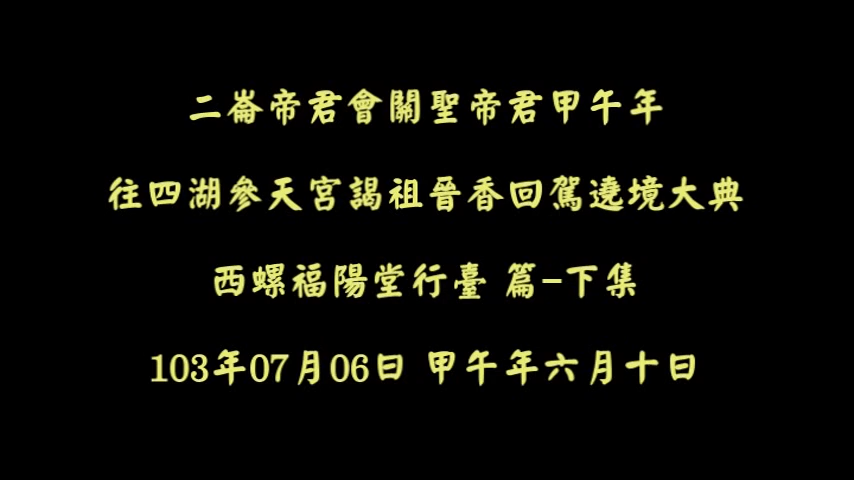 二崙帝君會關聖帝君甲午年
往四湖參天宮謁祖晉香回駕遶境大典
西螺福陽堂行臺 篇-下集
103年07月06日 甲午年六月十日